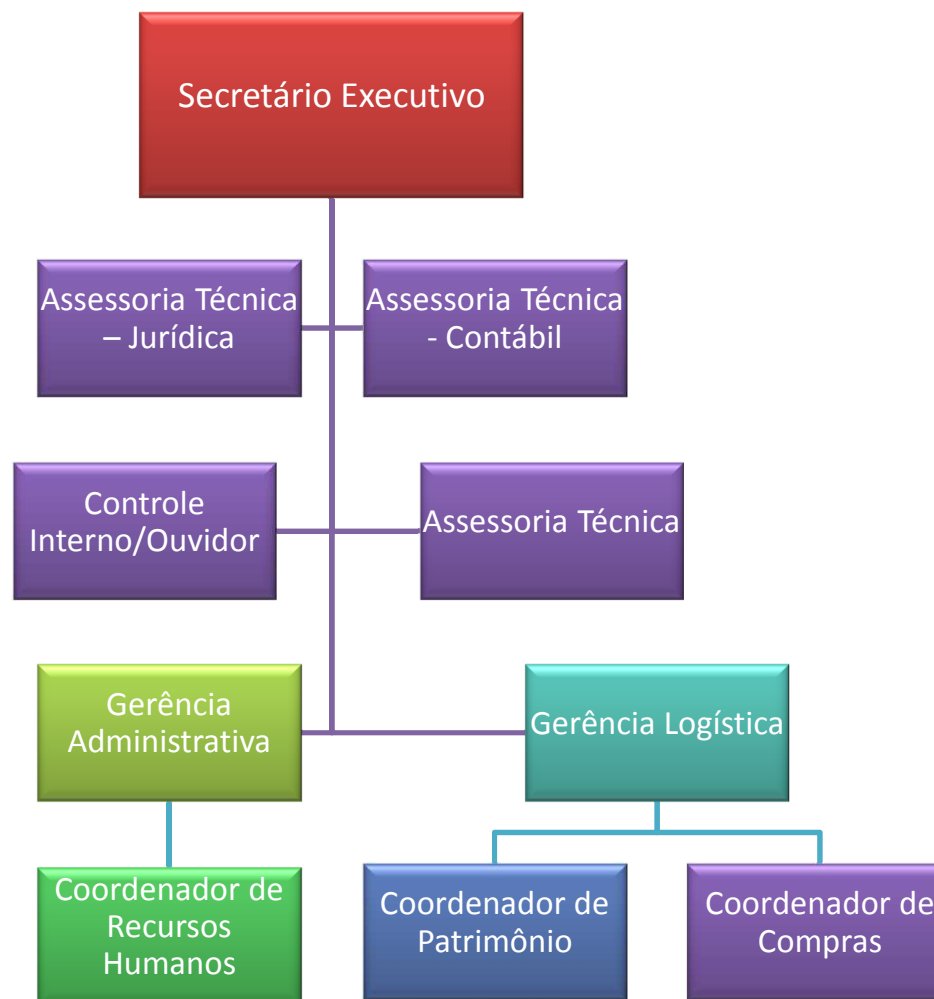 Secretário Executivo
Assessoria Técnica
– Jurídica
Assessoria Técnica
- Contábil
Controle
Interno/Ouvidor
Assessoria Técnica
Gerência
Administrativa
Gerência Logística
Coordenador de
Recursos
Humanos
Coordenador de
Patrimônio
Coordenador de
Compras